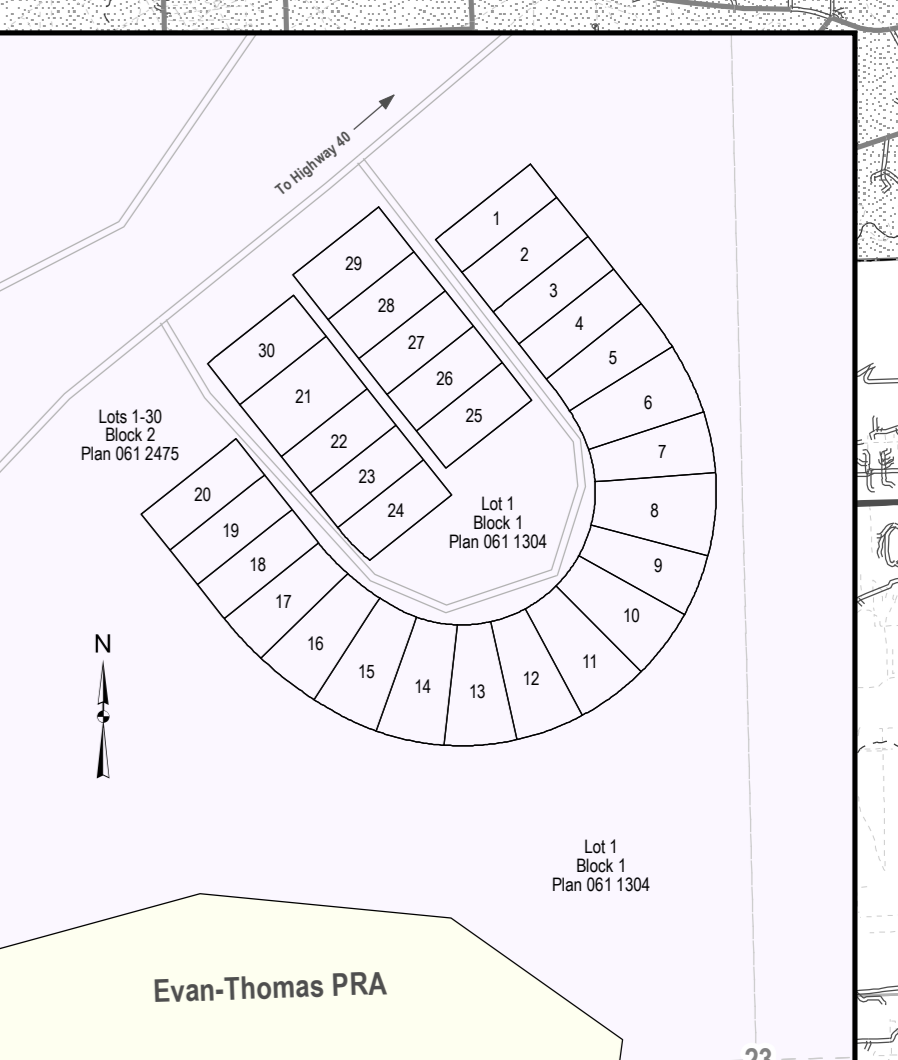 To Highway 40
1
2
3
4
5
6
7
8
9
10
11
12
13
14
15
16
17
18
19
20
29
28
27
26
25
30
21
22
23
24
Lots 1-30
Block 2
Plan 061 2475
Lot 1
Block 1
Plan 061 1304
N
Lot 1
Block 1
Plan 061 1304
Evan-Thomas PRA
23